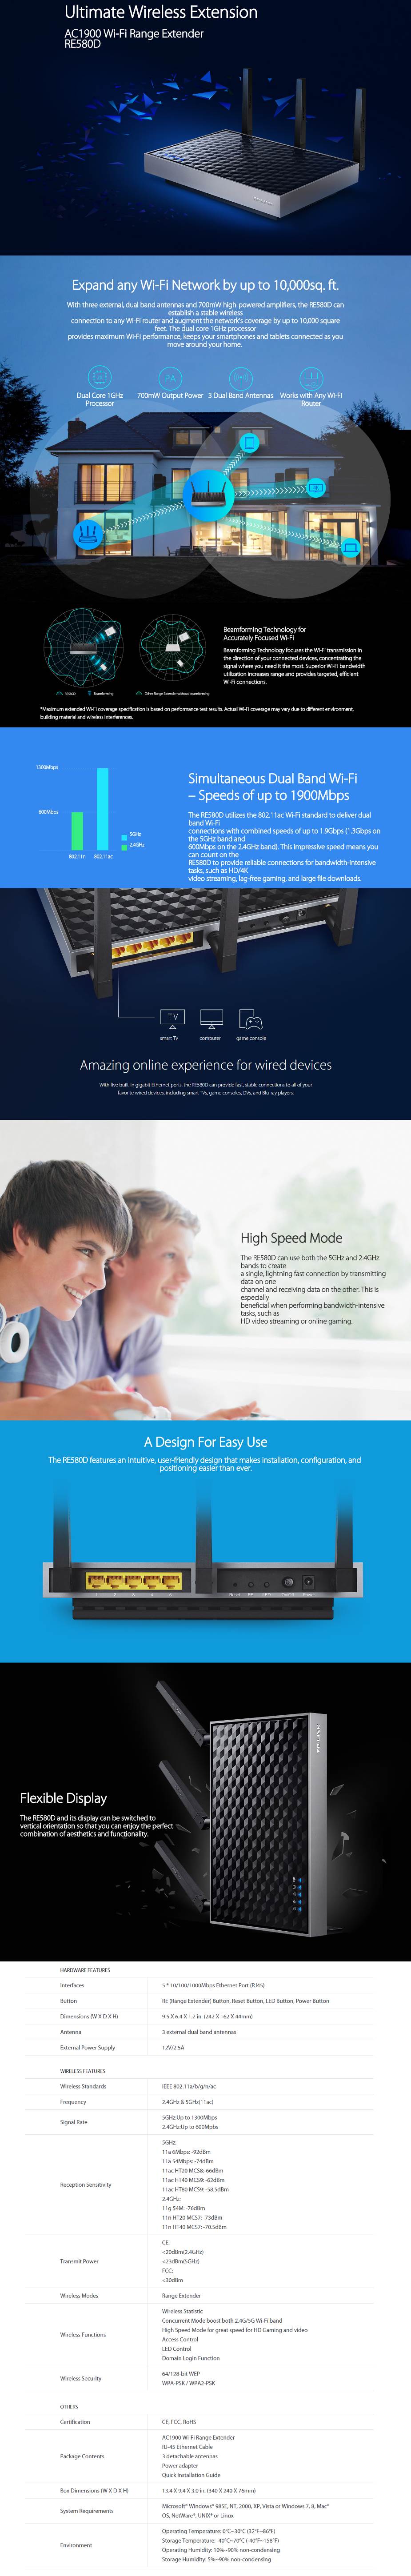 Ultimate Wireless Extension
AC1900 Wi-Fi Range Extender
RE580D
Expand any Wi-Fi Network by up to 10,000sq. ft.
With three external, dual band antennas and 700mW high-powered amplifiers, the RE580D can
establish a stable wireless
connection to any Wi-Fi router and augment the network's coverage by up to 10,000 square
feet. The dual core 1GHz processor
provides maximum Wi-Fi performance, keeps your smartphones and tablets connected as you
move around your home.
PA
Dual Core 1GHz
Processor
700mW Output Power
3 Dual Band Antennas
Works with Any Wi-Fi
Router
Beamforming Technology for
Accurately Focused Wi-Fi
Beamforming Technology focuses the Wi-Fi transmission in
the direction of your connected devices, concentrating the
signal where you need it the most. Superior Wi-Fi bandwidth
utilization increases range and provides targeted, efficient
Wi-Fi connections.
RE580D
Beamforming
Other Range Extender without beamforming
*Maximum extended Wi-Fi coverage specification is based on performance test results. Actual Wi-Fi coverage may vary due to different environment,
building material and wireless interferences.
1300Mbps
600Mbps
5GHz
2.4GHz
802.11n
802.11ac
Simultaneous Dual Band Wi-Fi
– Speeds of up to 1900Mbps
The RE580D utilizes the 802.11ac Wi-Fi standard to deliver dual
band Wi-Fi
connections with combined speeds of up to 1.9Gbps (1.3Gbps on
the 5GHz band and
600Mbps on the 2.4GHz band). This impressive speed means you
can count on the
RE580D to provide reliable connections for bandwidth-intensive
tasks, such as HD/4K
video streaming, lag-free gaming, and large file downloads.
TV
smart TV
computer
game console
Amazing online experience for wired devices
With five built-in gigabit Ethernet ports, the RE580D can provide fast, stable connections to all of your
favorite wired devices, including smart TVs, game consoles, DVs, and Blu-ray players.
High Speed Mode
The RE580D can use both the 5GHz and 2.4GHz
bands to create
a single, lightning fast connection by transmitting
data on one
channel and receiving data on the other. This is
especially
beneficial when performing bandwidth-intensive
tasks, such as
HD video streaming or online gaming.
A Design For Easy Use
The RE580D features an intuitive, user-friendly design that makes installation, configuration, and
positioning easier than ever.
TP-LINK
Flexible Display
The RE580D and its display can be switched to
vertical orientation so that you can enjoy the perfect
combination of aesthetics and functionality.
HARDWARE FEATURES
Interfaces
5 * 10/100/1000Mbps Ethernet Port (RJ45)
Button
RE (Range Extender) Button, Reset Button, LED Button, Power Button
Dimensions (W X D X H)
9.5 X 6.4 X 1.7 in. (242 X 162 X 44mm)
Antenna
3 external dual band antennas
External Power Supply
12V/2.5A
WIRELESS FEATURES
Wireless Standards
IEEE 802.11a/b/g/n/ac
Frequency
2.4GHz & 5GHz(11ac)
Signal Rate
5GHz:Up to 1300Mbps
2.4GHz:Up to 600Mpbs
Reception Sensitivity
5GHz:
11a 6Mbps: -92dBm
11a 54Mbps: -74dBm
11ac HT20 MCS8:-66dBm
11ac HT40 MCS9: -62dBm
11ac HT80 MCS9: -58.5dBm
2.4GHz:
11g 54M: -76dBm
11n HT20 MCS7: -73dBm
11n HT40 MCS7: -70.5dBm
Transmit Power
CE:
<20dBm(2.4GHz)
<23dBm(5GHz)
FCC:
<30dBm
Wireless Modes
Range Extender
Wireless Functions
Wireless Statistic
Concurrent Mode boost both 2.4G/5G Wi-Fi band
High Speed Mode for great speed for HD Gaming and video
Access Control
LED Control
Domain Login Function
Wireless Security
64/128-bit WEP
WPA-PSK / WPA2-PSK
OTHERS
Certification
CE, FCC, RoHS
Package Contents
AC1900 Wi-Fi Range Extender
RJ-45 Ethernet Cable
3 detachable antennas
Power adapter
Quick Installation Guide
Box Dimensions (W X D X H)
13.4 X 9.4 X 3.0 in. (340 X 240 X 76mm)
System Requirements
Microsoft® Windows® 98SE, NT, 2000, XP, Vista or Windows 7, 8, Mac®
OS, NetWare®, UNIX® or Linux
Environment
Operating Temperature: 0℃~30℃ (32℉~86℉)
Storage Temperature: -40℃~70℃ (-40℉~158℉)
Operating Humidity: 10%~90% non-condensing
Storage Humidity: 5%~90% non-condensing